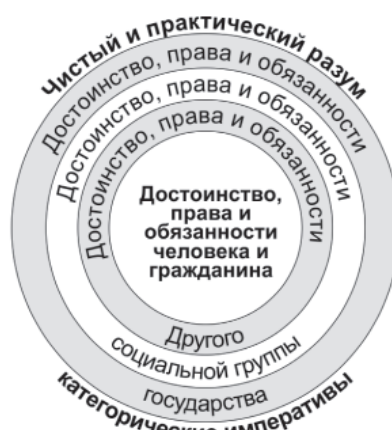 Чистый и практический разум
Достоинство, права и обязанности
Достоинство, права и обязанности
Достоинство, права и обязанности
Достоинство,
права и
обязанности
человека и
гражданина
Другого
социальной группы
государства
категорические императивы